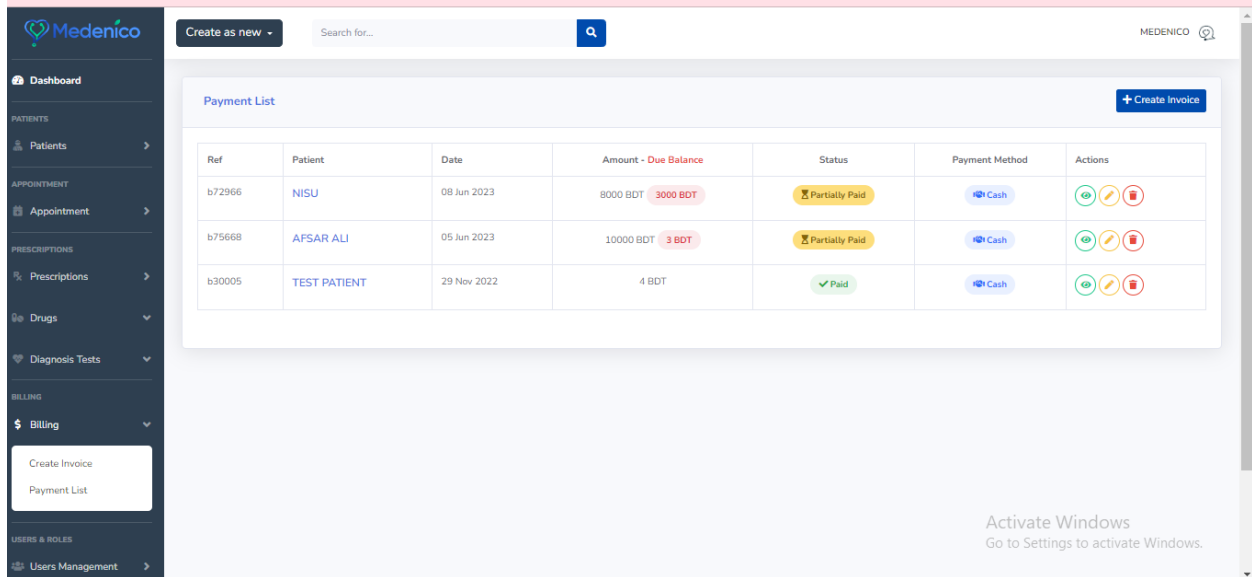 Medenico
Create as new
Search for...
MEDENICO
Dashboard
PATIENTS
Patients
APPOINTMENT
Appointment
PRESCRIPTIONS
Prescriptions
Drugs
Diagnosis Tests
BILLING
$ Billing
Create Invoice
Payment List
USERS & ROLES
Users Management
Payment List
+ Create Invoice
Ref Patient Date Amount - Due Balance Status Payment Method Actions
b72966 NISU 08 Jun 2023 8000 BDT 3000 BDT Partially Paid Cash
b75668 AFSAR ALI 05 Jun 2023 10000 BDT 3 BDT Partially Paid Cash
b30005 TEST PATIENT 29 Nov 2022 4 BDT Paid Cash
Activate Windows
Go to Settings to activate Windows.